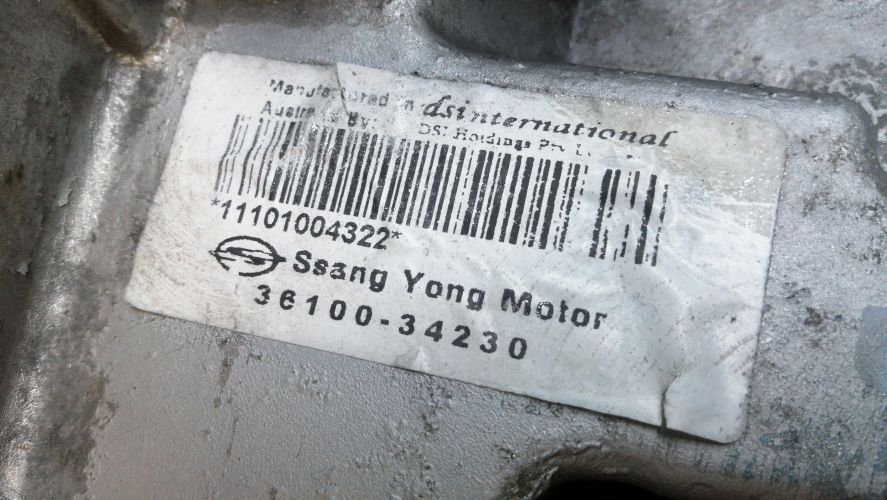 Manufactured in dsinternational
Australia By: DSI Holdings Pty
*11101004322*
Ssang Yong Motor
36100-34230